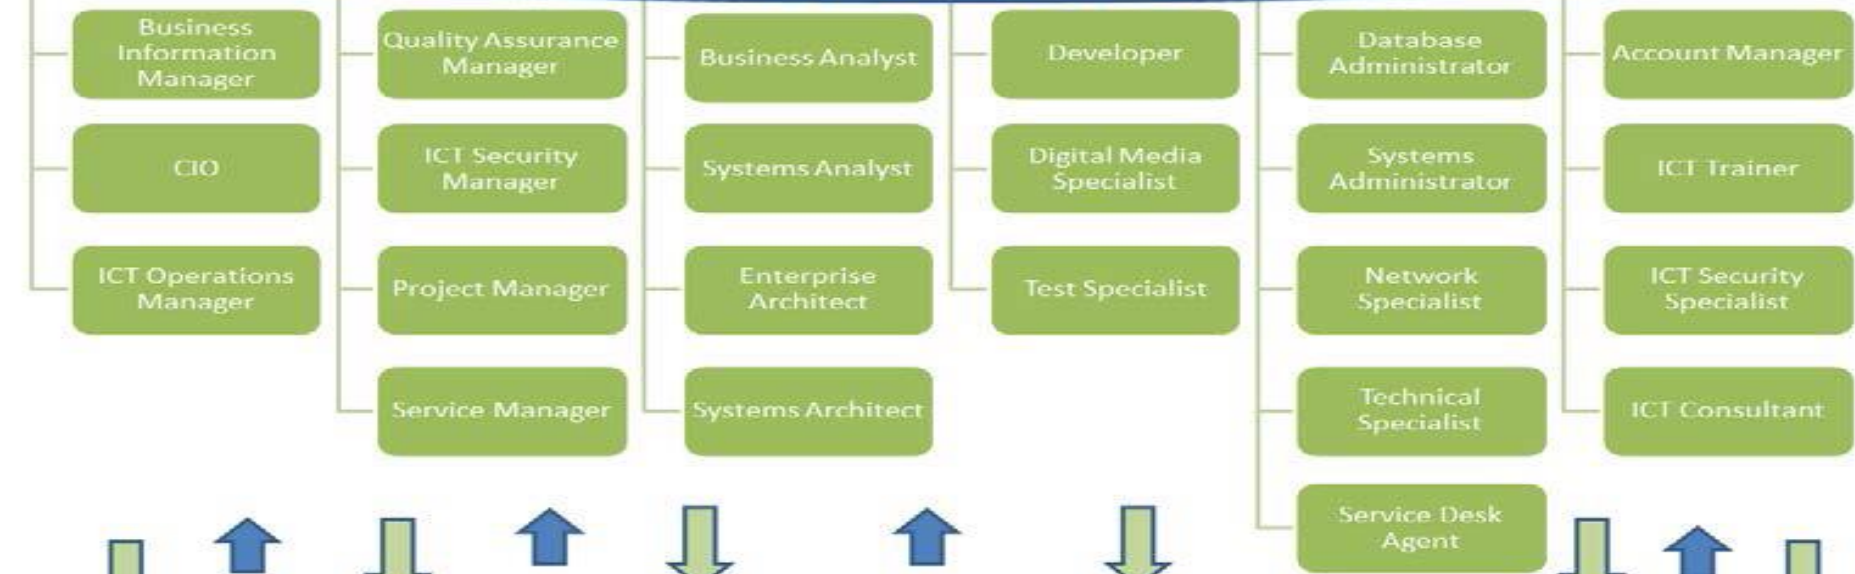 Business
Information
Manager
CIO
ICT Operations
Manager
Quality Assurance
Manager
ICT Security
Manager
Project Manager
Service Manager
Business Analyst
Systems Analyst
Enterprise
Architect
Systems Architect
Developer
Digital Media
Specialist
Test Specialist
Database
Administrator
Systems
Administrator
Network
Specialist
Technical
Specialist
Service Desk
Agent
Account Manager
ICT Trainer
ICT Security
Specialist
ICT Consultant